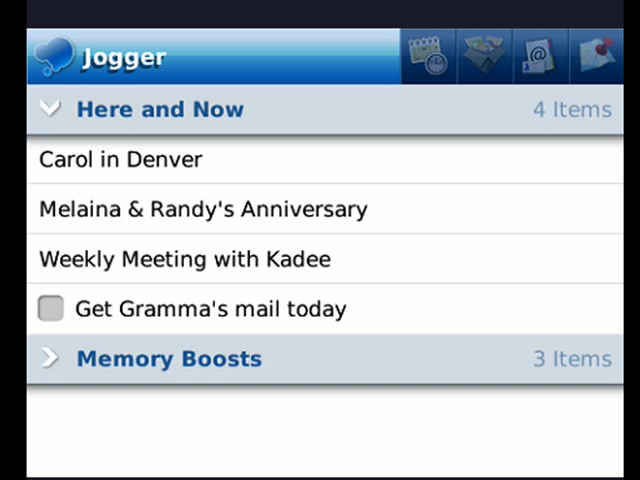 Jogger
Here and Now 4 Items
Carol in Denver
Melaina & Randy's Anniversary
Weekly Meeting with Kadee
Get Gramma's mail today
Memory Boosts 3 Items